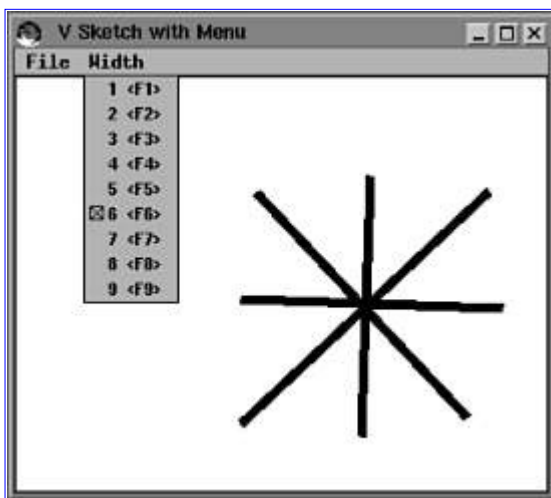 V Sketch with Menu
File Width
1 <F1>
2 <F2>
3 <F3>
4 <F4>
5 <F5>
6 <F6>
7 <F7>
8 <F8>
9 <F9>